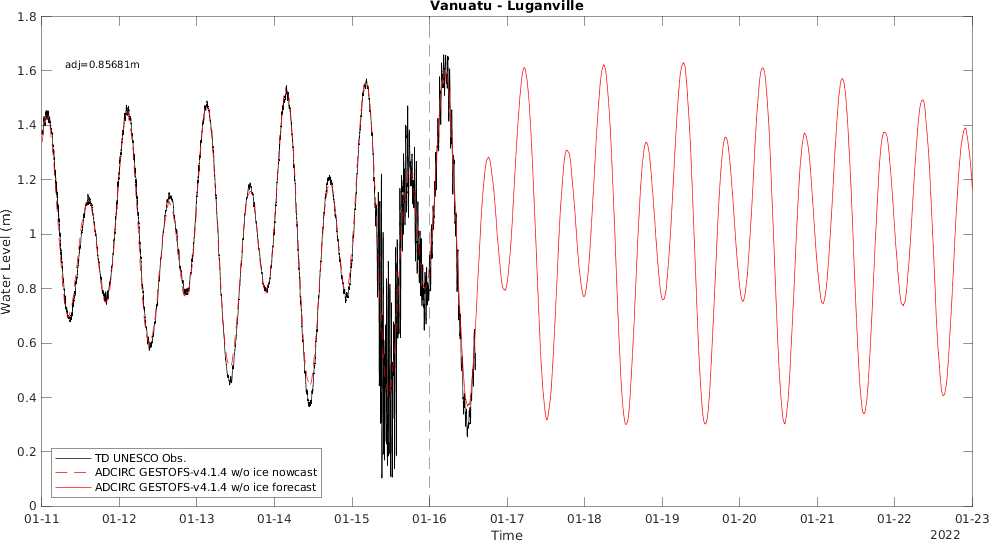 Vanuatu - Luganville
1.8
1.6
1.4
1.2
1
0.8
0.6
0.4
0.2
0
Water Level (m)
adj=0.85681m
TD UNESCO Obs.
ADCIRC GESTOFS-v4.1.4 w/o ice nowcast
ADCIRC GESTOFS-v4.1.4 w/o ice forecast
01-11 01-12 01-13 01-14 01-15 01-16 01-17 01-18 01-19 01-20 01-21 01-22 01-23
Time
2022